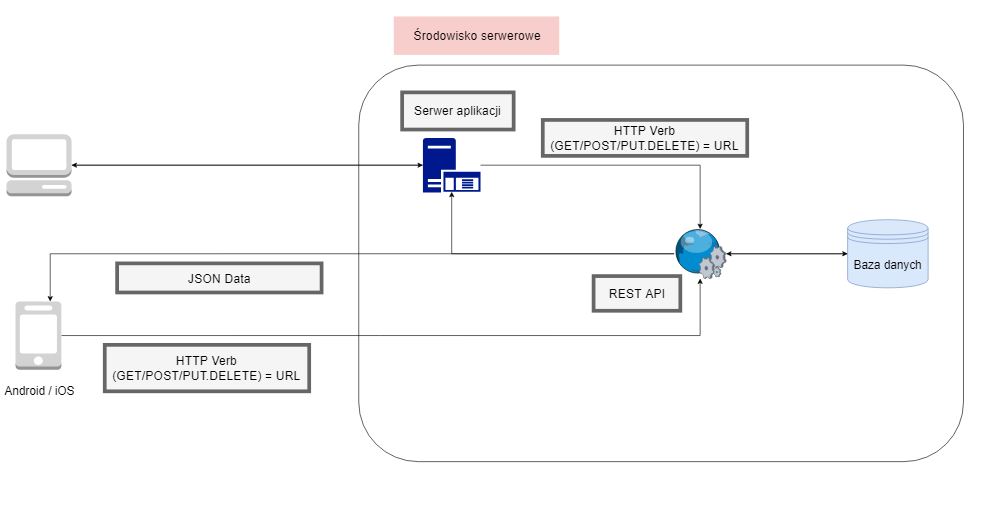 Środowisko serwerowe
Serwer aplikacji
HTTP Verb
(GET/POST/PUT.DELETE) = URL
Baza danych
JSON Data
REST API
HTTP Verb
(GET/POST/PUT.DELETE) = URL
Android / iOS